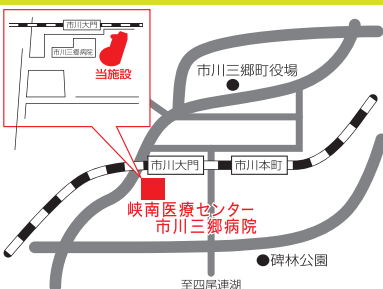 市川大門
市川三郷病院
当施設
市川三郷町役場
市川大門
市川本町
峡南医療センター
市川三郷病院
碑林公園
至四尾連湖